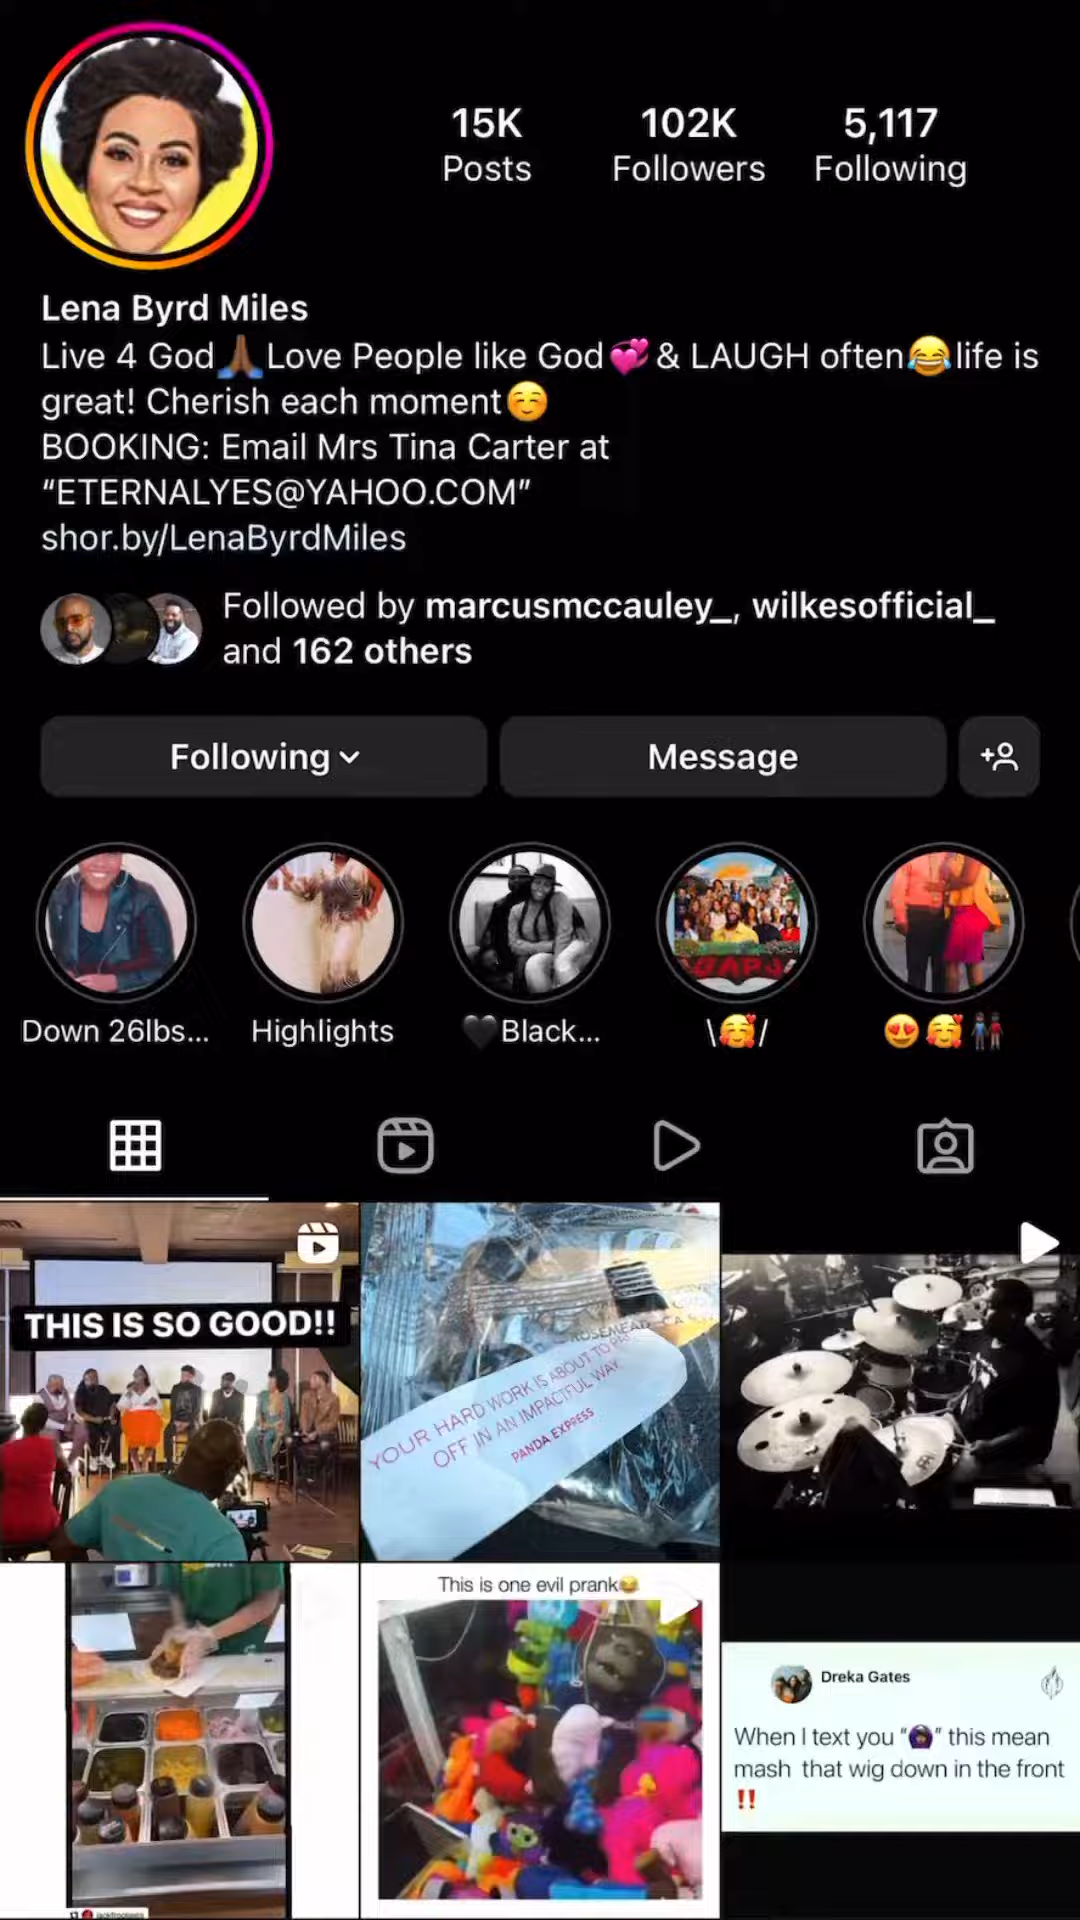 15K
Posts
102K
Followers
5,117
Following
Lena Byrd Miles
Live 4 God🙏🏾Love People like God💞& LAUGH often😂life is
great! Cherish each moment☺️
BOOKING: Email Mrs Tina Carter at
“ETERNALYES@YAHOO.COM”
shor.by/LenaByrdMiles
Followed by marcusmccauley_, wilkesofficial_
and 162 others
Following
Message
Down 26lbs...
Highlights
🖤Black...
\🥰/
😍🥰👫🏿
THIS IS SO GOOD!!
ROSEMEAD, CA
YOUR HARD WORK IS ABOUT TO
OFF IN AN IMPACTFUL WAY.
PANDA EXPRESS
This is one evil prank😂
Dreka Gates
When I text you “🙆🏿‍♀️” this mean
mash that wig down in the front
‼️